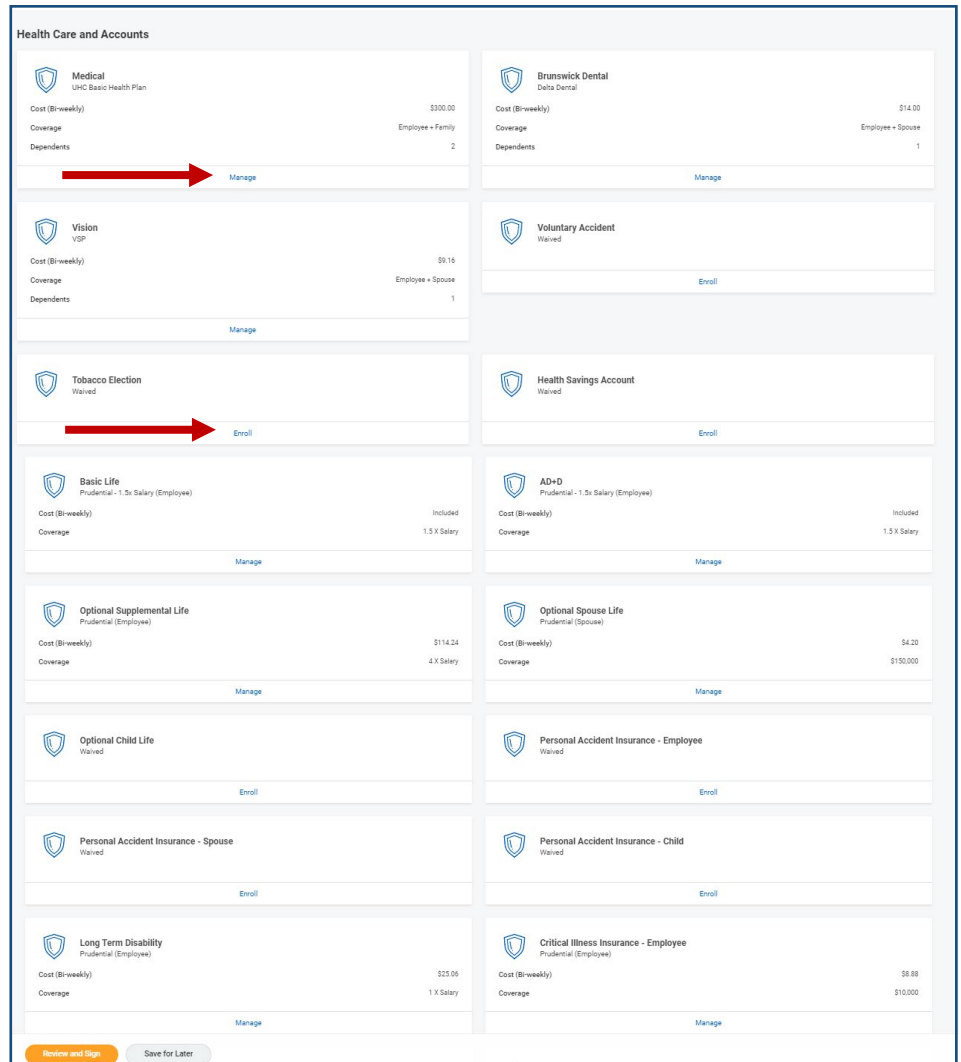 Health Care and Accounts
Medical
UHC Basic Health Plan
Cost (Bi-weekly) $300.00
Coverage Employee + Family
Dependents 2
Manage
Brunswick Dental
Delta Dental
Cost (Bi-weekly) $14.00
Coverage Employee + Spouse
Dependents 1
Manage
Vision
VSP
Cost (Bi-weekly) $9.16
Coverage Employee + Spouse
Dependents 1
Manage
Voluntary Accident
Waived
Enroll
Tobacco Election
Waived
Enroll
Health Savings Account
Waived
Enroll
Basic Life
Prudential - 1.5x Salary (Employee)
Cost (Bi-weekly) Included
Coverage 1.5 X Salary
Manage
AD+D
Prudential - 1.5x Salary (Employee)
Cost (Bi-weekly) Included
Coverage 1.5 X Salary
Manage
Optional Supplemental Life
Prudential (Employee)
Cost (Bi-weekly) $114.24
Coverage 4 X Salary
Manage
Optional Spouse Life
Prudential (Spouse)
Cost (Bi-weekly) $4.20
Coverage $150,000
Manage
Optional Child Life
Waived
Enroll
Personal Accident Insurance - Employee
Waived
Enroll
Personal Accident Insurance - Spouse
Waived
Enroll
Personal Accident Insurance - Child
Waived
Enroll
Long Term Disability
Prudential (Employee)
Cost (Bi-weekly) $25.06
Coverage 1 X Salary
Manage
Critical Illness Insurance - Employee
Prudential (Employee)
Cost (Bi-weekly) $8.88
Coverage $10,000
Manage
Review and Sign
Save for Later